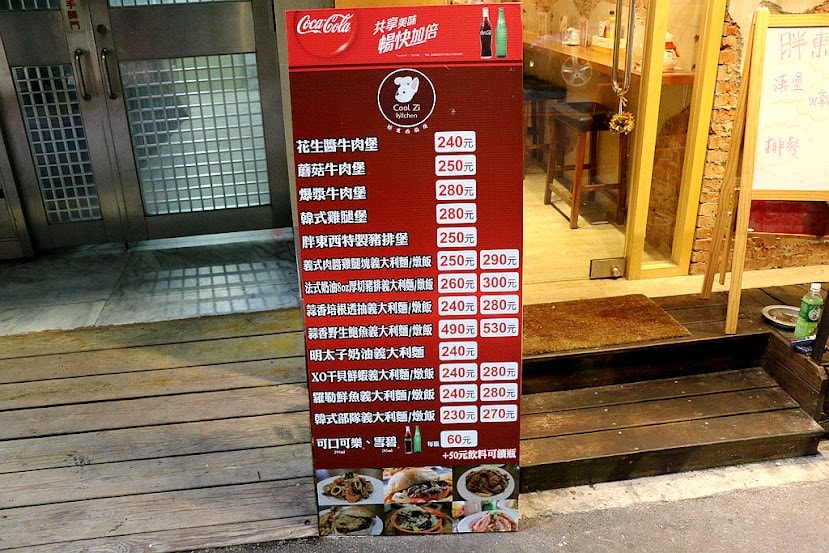 Coca-Cola
共享美味
暢快加倍
Cool Zi
kitchen
胖東西廚房
花生醬牛肉堡 240元
蘑菇牛肉堡 250元
爆漿牛肉堡 280元
韓式雞腿堡 280元
胖東西特製豬排堡 250元
義式肉醬雞腿塊義大利麵/燉飯 250元 290元
法式奶油8oz厚切豬排義大利麵/燉飯 260元 300元
蒜香培根透抽義大利麵/燉飯 240元 280元
蒜香野生鮑魚義大利麵/燉飯 490元 530元
明太子奶油義大利麵 240元
XO干貝鮮蝦義大利麵/燉飯 240元 280元
羅勒鮮魚義大利麵/燉飯 240元 280元
韓式部隊義大利麵/燉飯 230元 270元
可口可樂、雪碧 每瓶 60元
+50元飲料可續瓶
胖東
漢堡
排餐